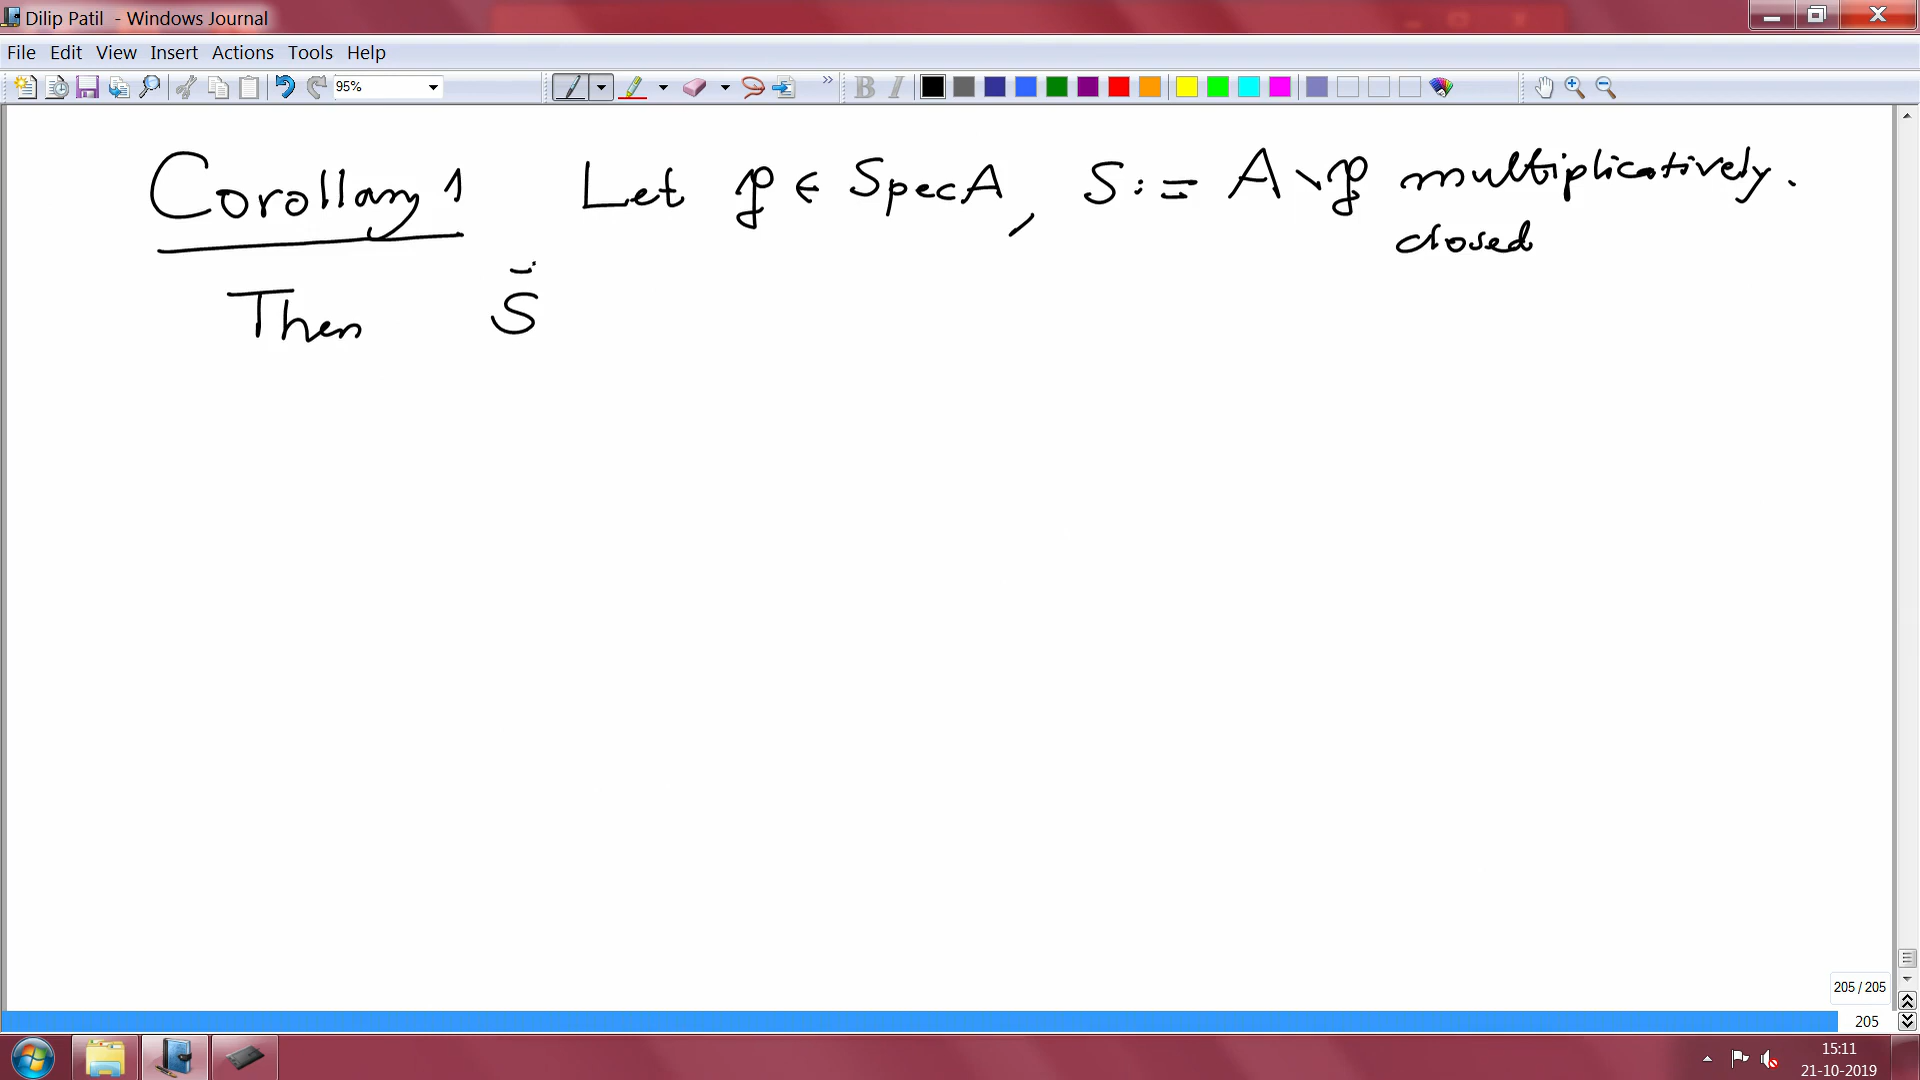 Dilip Patil - Windows Journal
File Edit View Insert Actions Tools Help
95%
Corollary 1 Let 𝔭 ∈ Spec A, S := A∖𝔭 multiplicatively.
closed
Then S
205 / 205
205
15:11
21-10-2019